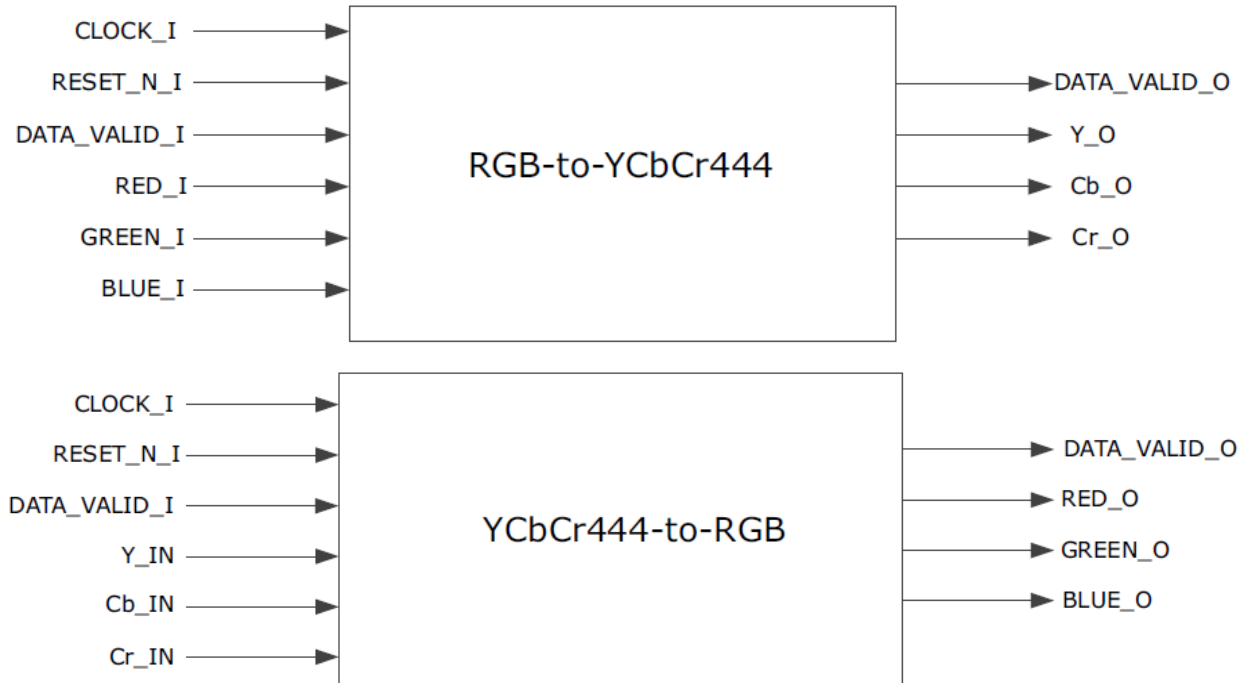 CLOCK_I
RESET_N_I
DATA_VALID_I
RED_I
GREEN_I
BLUE_I
RGB-to-YCbCr444
DATA_VALID_O
Y_O
Cb_O
Cr_O
CLOCK_I
RESET_N_I
DATA_VALID_I
Y_IN
Cb_IN
Cr_IN
YCbCr444-to-RGB
DATA_VALID_O
RED_O
GREEN_O
BLUE_O